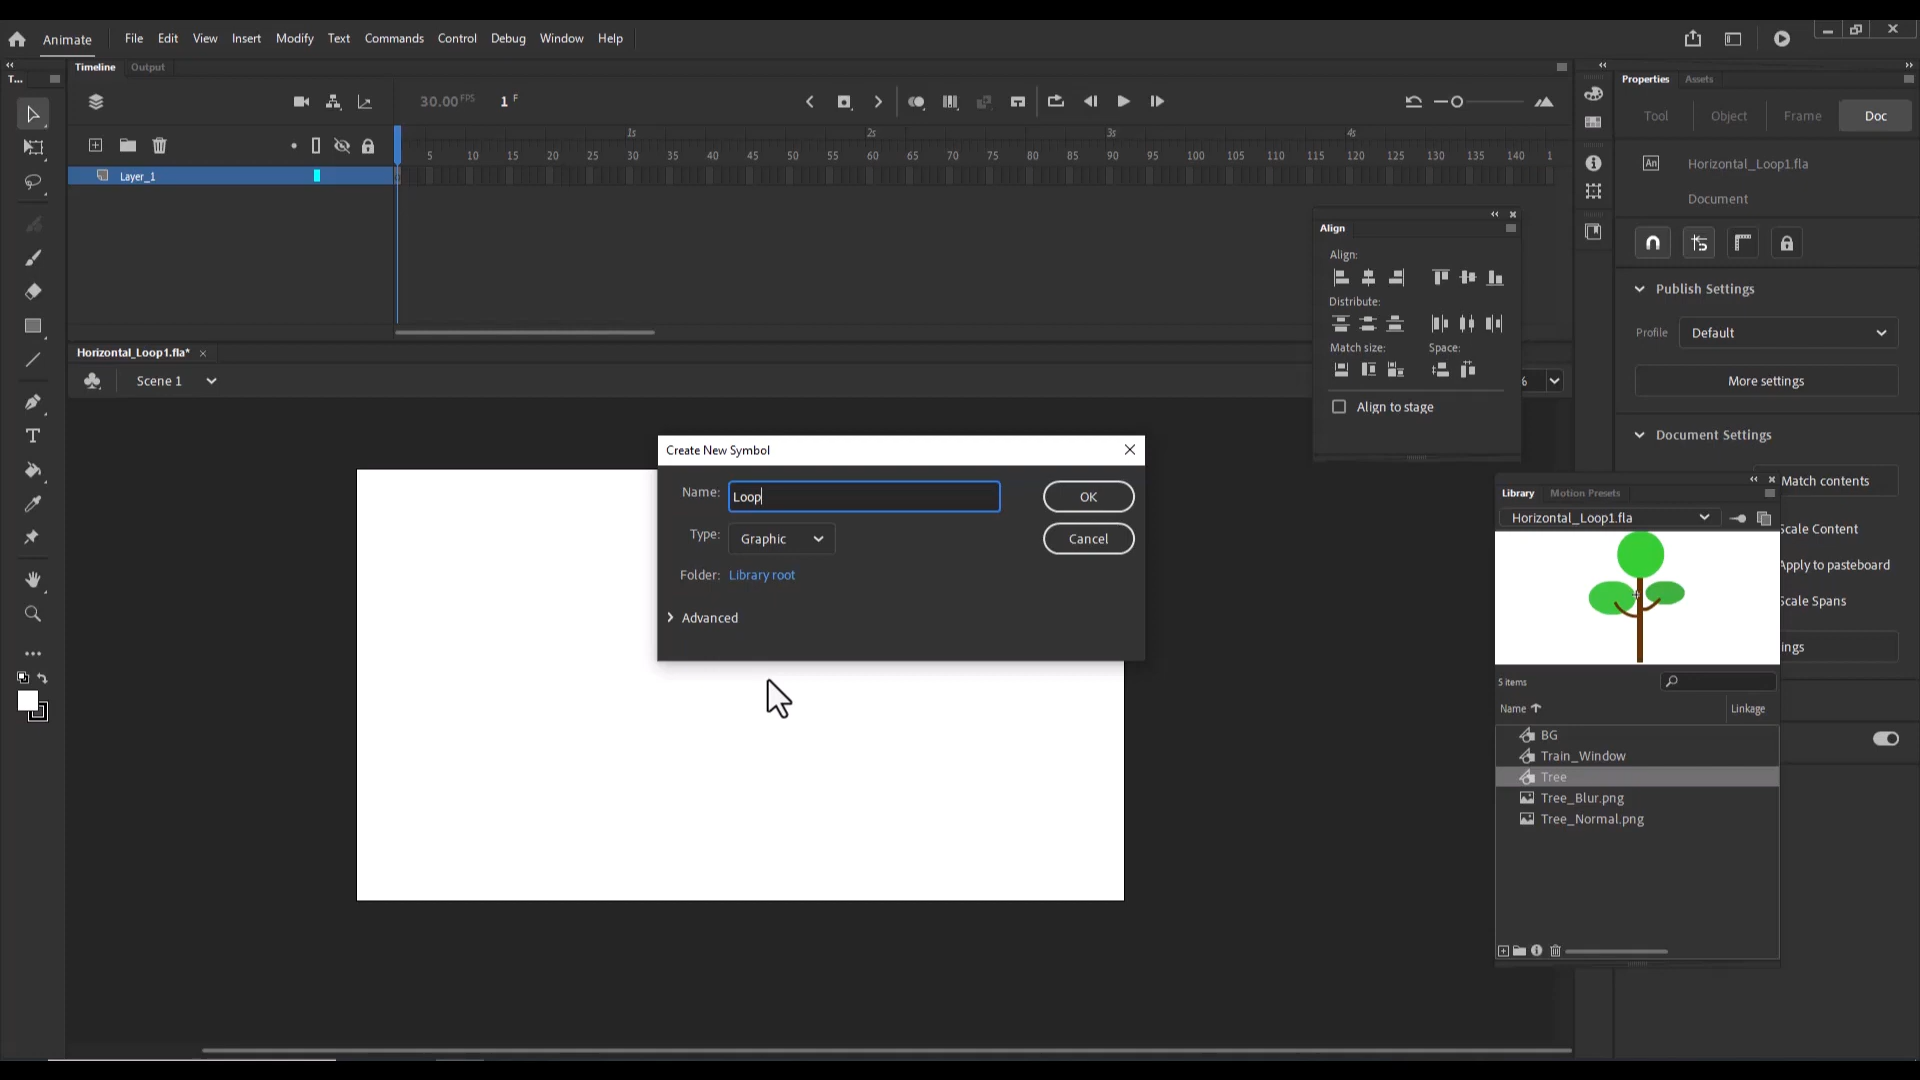 Animate File Edit View Insert Modify Text Commands Control Debug Window Help
T... Timeline Output
Properties Assets
30.00 FPS 1 F
Tool Object Frame Doc
1s 2s 3s 4s
5 10 15 20 25 30 35 40 45 50 55 60 65 70 75 80 85 90 95 100 105 110 115 120 125 130 135 140 1
Layer_1
An Horizontal_Loop1.fla
Document
Align
Align:
Distribute:
Match size: Space:
Align to stage
Publish Settings
Profile Default
More settings
Document Settings
Match contents
Scale Content
Apply to pasteboard
Scale Spans
ings
Horizontal_Loop1.fla*
Scene 1
%
Create New Symbol
Name: Loop
OK
Type: Graphic
Cancel
Folder: Library root
Advanced
Library Motion Presets
Horizontal_Loop1.fla
5 items
Name Linkage
BG
Train_Window
Tree
Tree_Blur.png
Tree_Normal.png